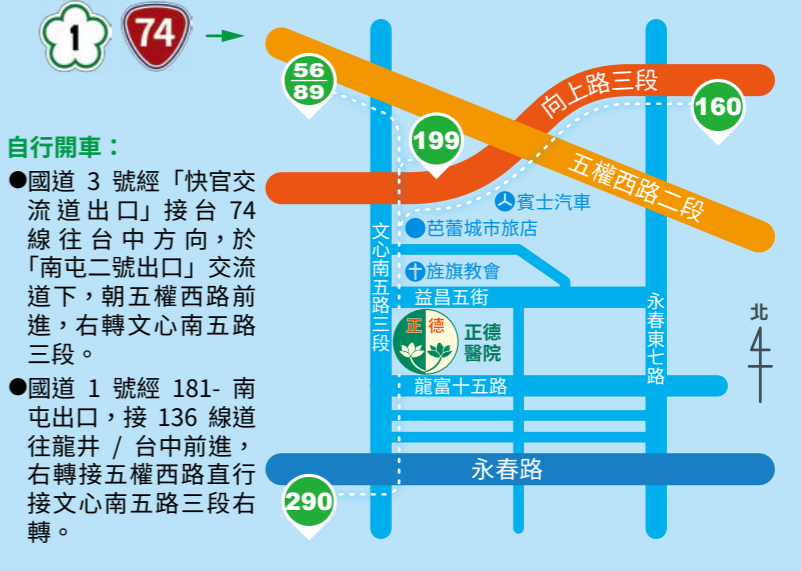 1
74
自行開車：
●國道 3 號經「快官交
流道出口」接台 74
線往台中方向，於
「南屯二號出口」交流
道下，朝五權西路前
進，右轉文心南五路
三段。
●國道 1 號經 181- 南
屯出口，接 136 線道
往龍井 / 台中前進，
右轉接五權西路直行
接文心南五路三段右
轉。
56
89
199
160
向上路三段
五權西路二段
賓士汽車
芭蕾城市旅店
文心南五路三段
旌旗教會
益昌五街
永春東七路
正德
正德
醫院
龍富十五路
北
永春路
290